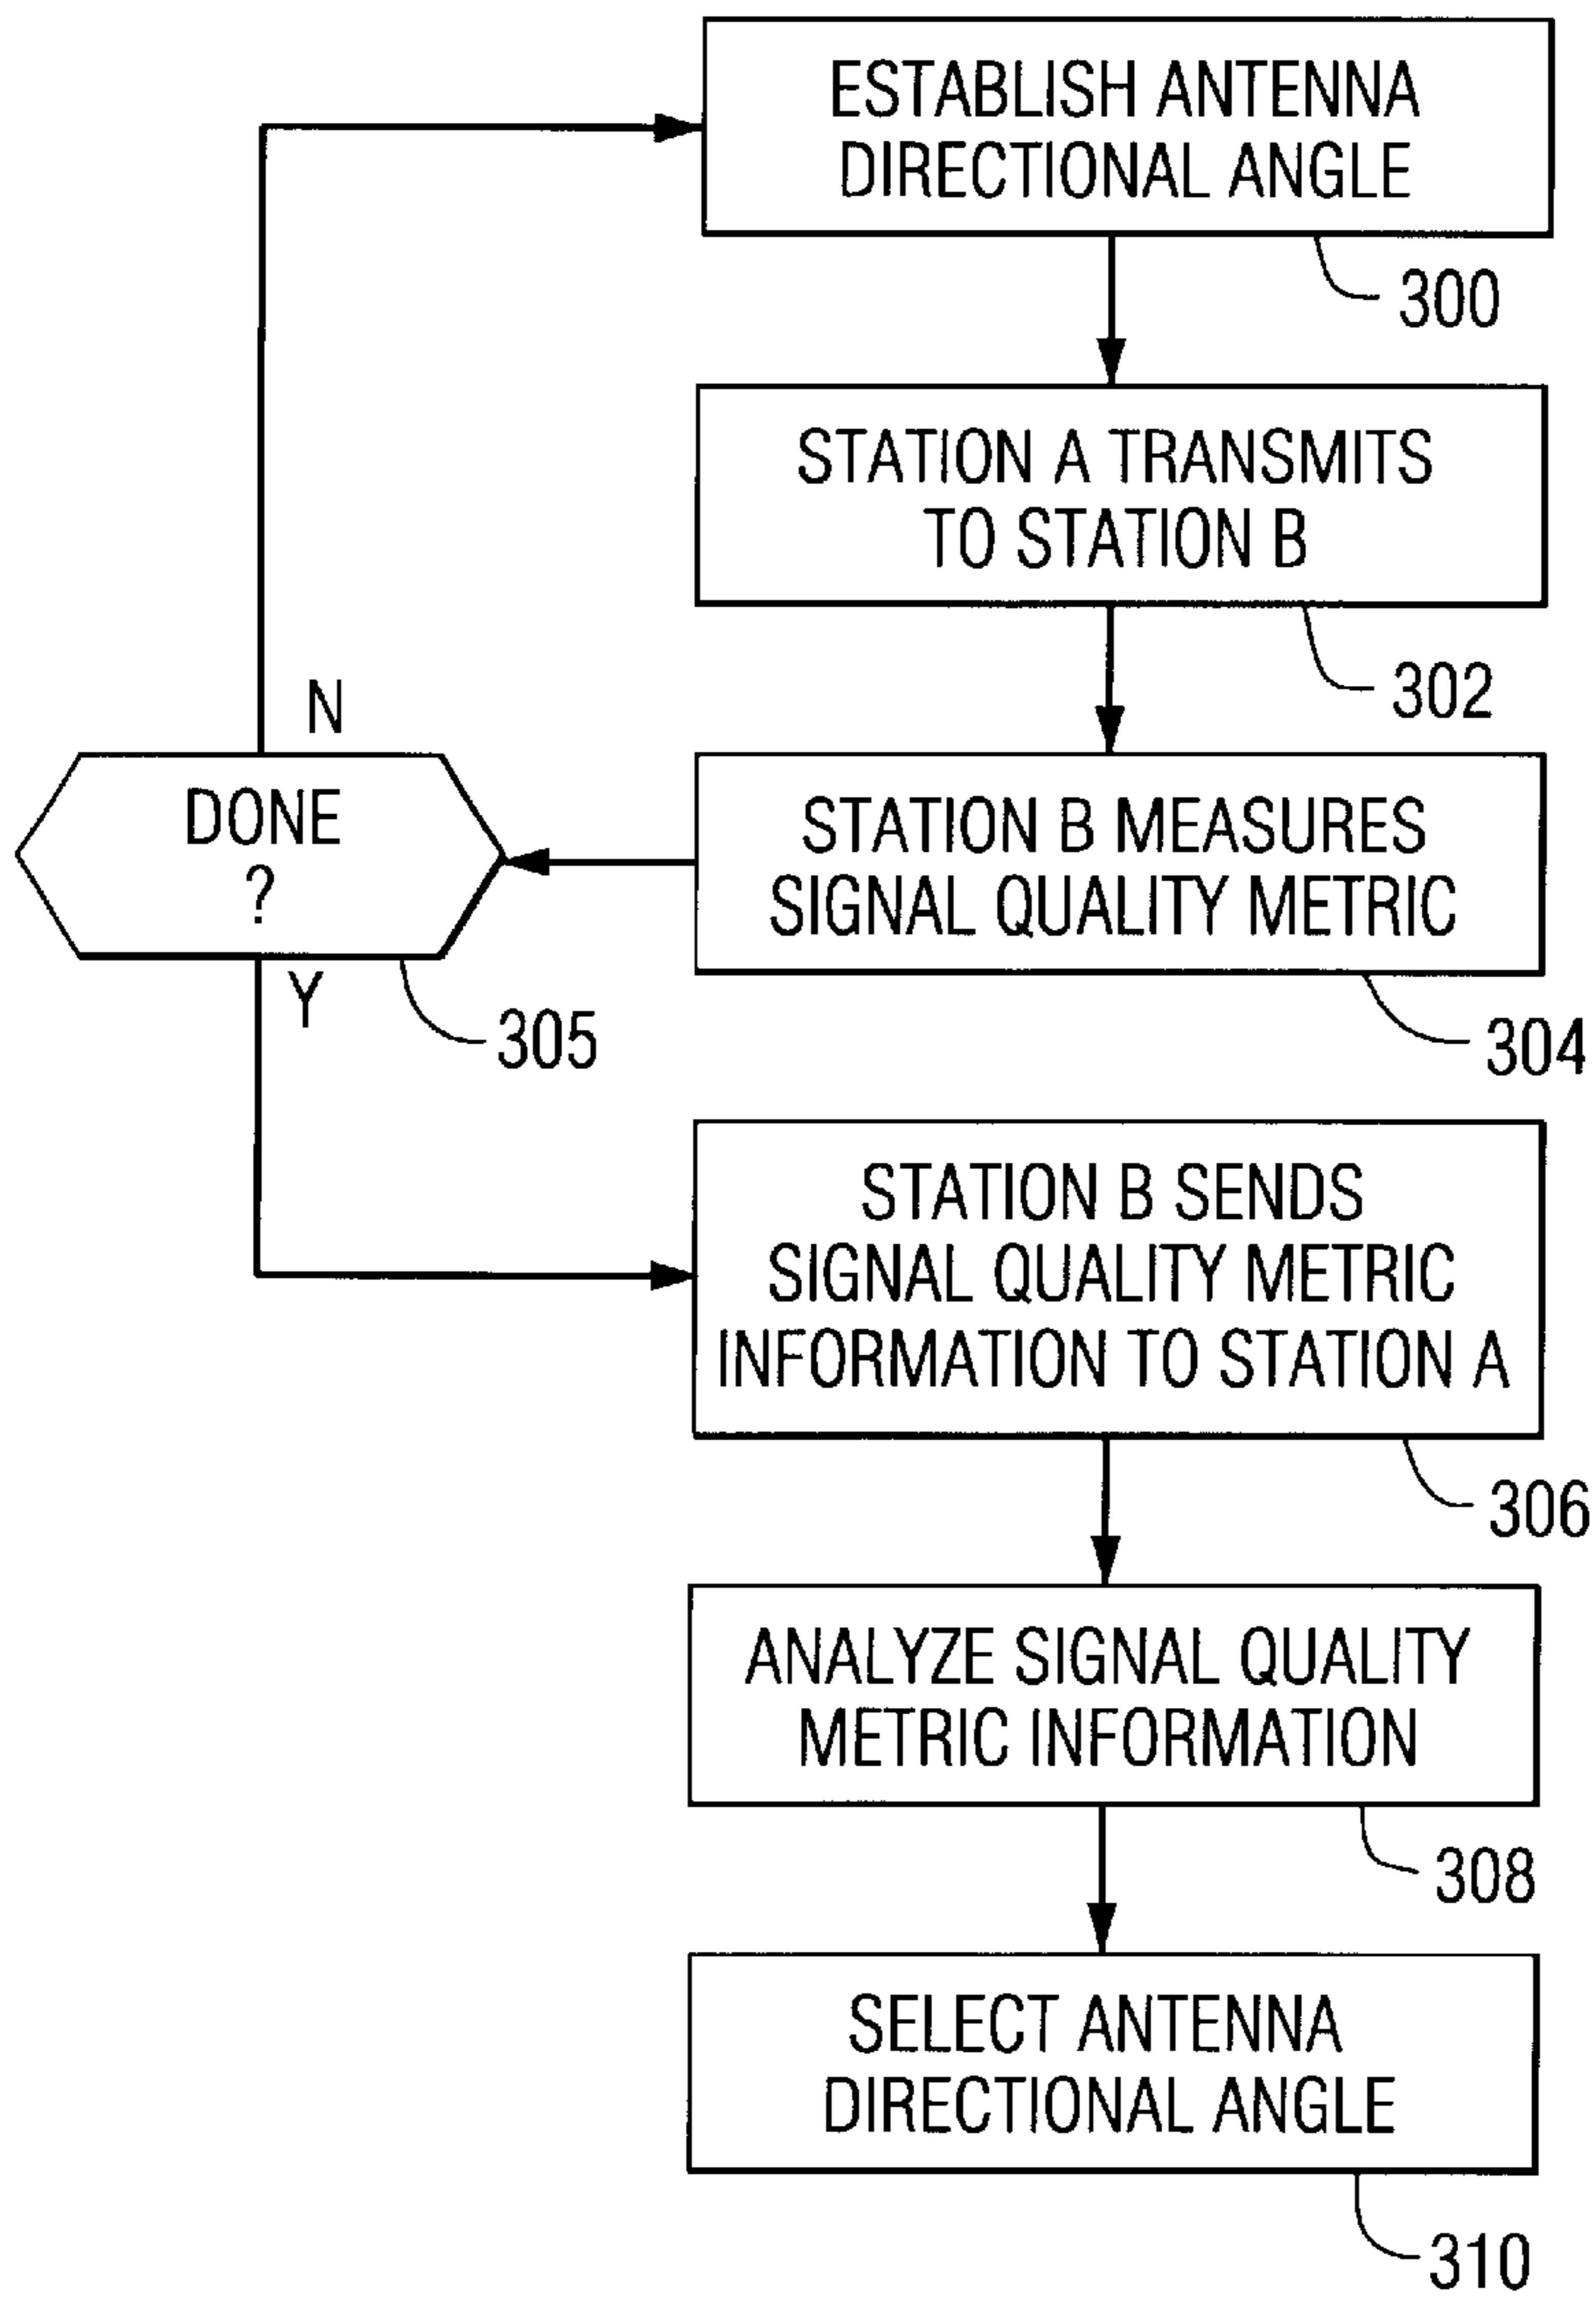 ESTABLISH ANTENNA
DIRECTIONAL ANGLE
300
STATION A TRANSMITS
TO STATION B
302
N
DONE
?
Y
305
STATION B MEASURES
SIGNAL QUALITY METRIC
304
STATION B SENDS
SIGNAL QUALITY METRIC
INFORMATION TO STATION A
306
ANALYZE SIGNAL QUALITY
METRIC INFORMATION
308
SELECT ANTENNA
DIRECTIONAL ANGLE
310